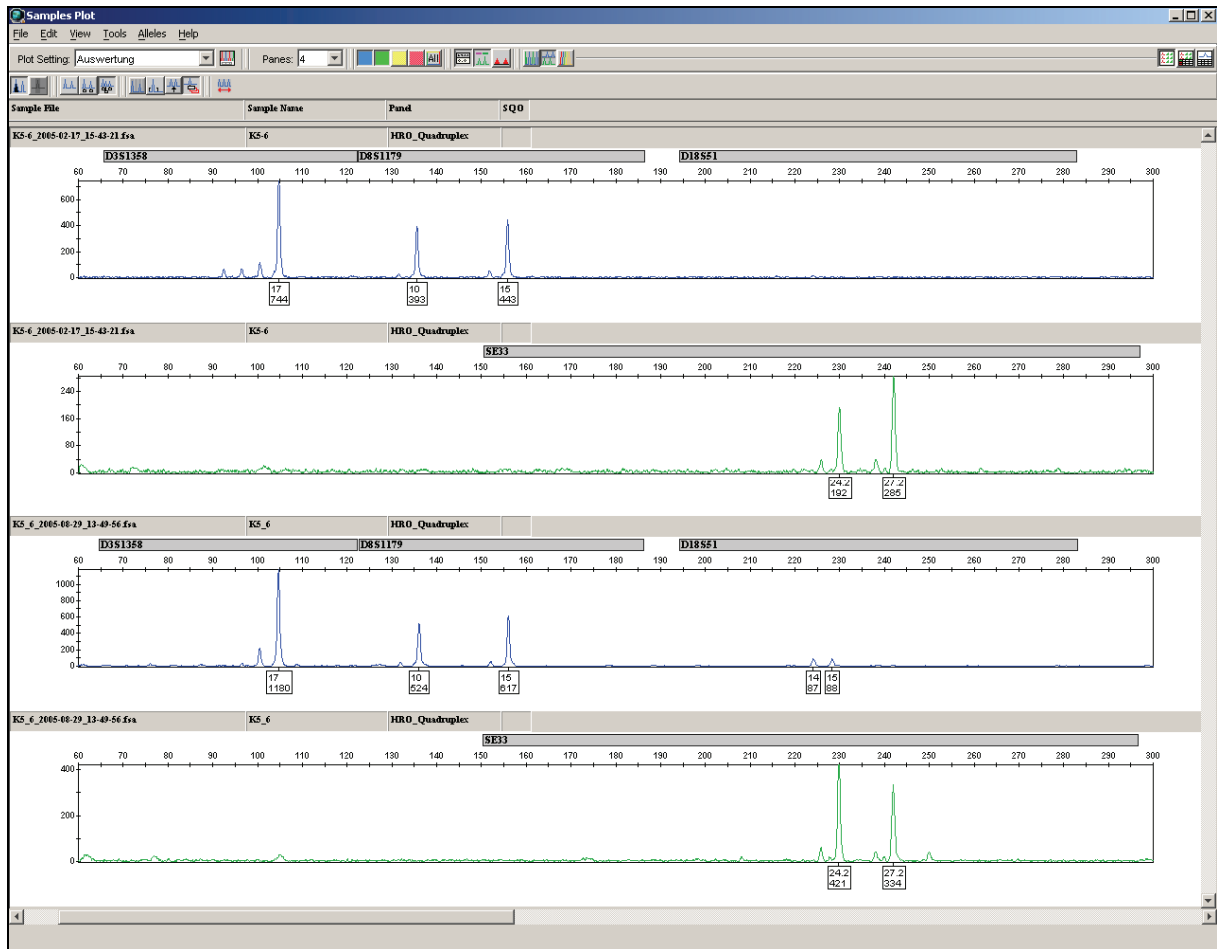 Samples Plot
File Edit View Tools Alleles Help
Plot Setting: Auswertung Panes: 4 All
Sample File Sample Name Panel SQO
K5-6_2005-02-17_15-43-21.fsa K5-6 HRO_Quadruplex
D3S1358 D8S1179 D18S51
60 70 80 90 100 110 120 130 140 150 160 170 180 190 200 210 220 230 240 250 260 270 280 290 300
600
400
200
0
17 10 15
744 393 443
K5-6_2005-02-17_15-43-21.fsa K5-6 HRO_Quadruplex
SE33
60 70 80 90 100 110 120 130 140 150 160 170 180 190 200 210 220 230 240 250 260 270 280 290 300
240
160
80
0
24.2 27.2
192 285
K5_6_2005-08-29_13-49-56.fsa K5_6 HRO_Quadruplex
D3S1358 D8S1179 D18S51
60 70 80 90 100 110 120 130 140 150 160 170 180 190 200 210 220 230 240 250 260 270 280 290 300
1000
800
600
400
200
0
17 10 15 14 15
1180 524 617 87 88
K5_6_2005-08-29_13-49-56.fsa K5_6 HRO_Quadruplex
SE33
60 70 80 90 100 110 120 130 140 150 160 170 180 190 200 210 220 230 240 250 260 270 280 290 300
400
200
0
24.2 27.2
421 334